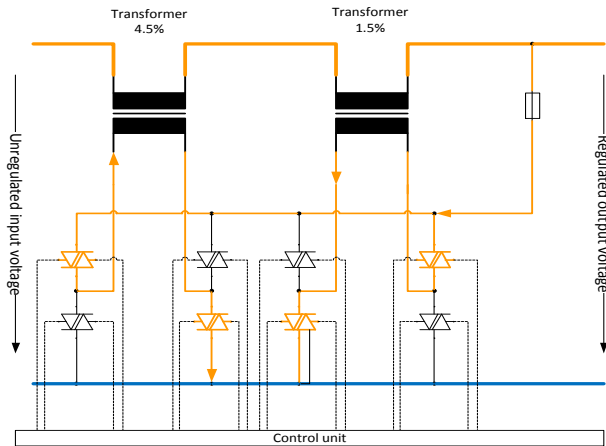 Transformer
4.5%
Transformer
1.5%
Unregulated input voltage
Regulated output voltage
Control unit